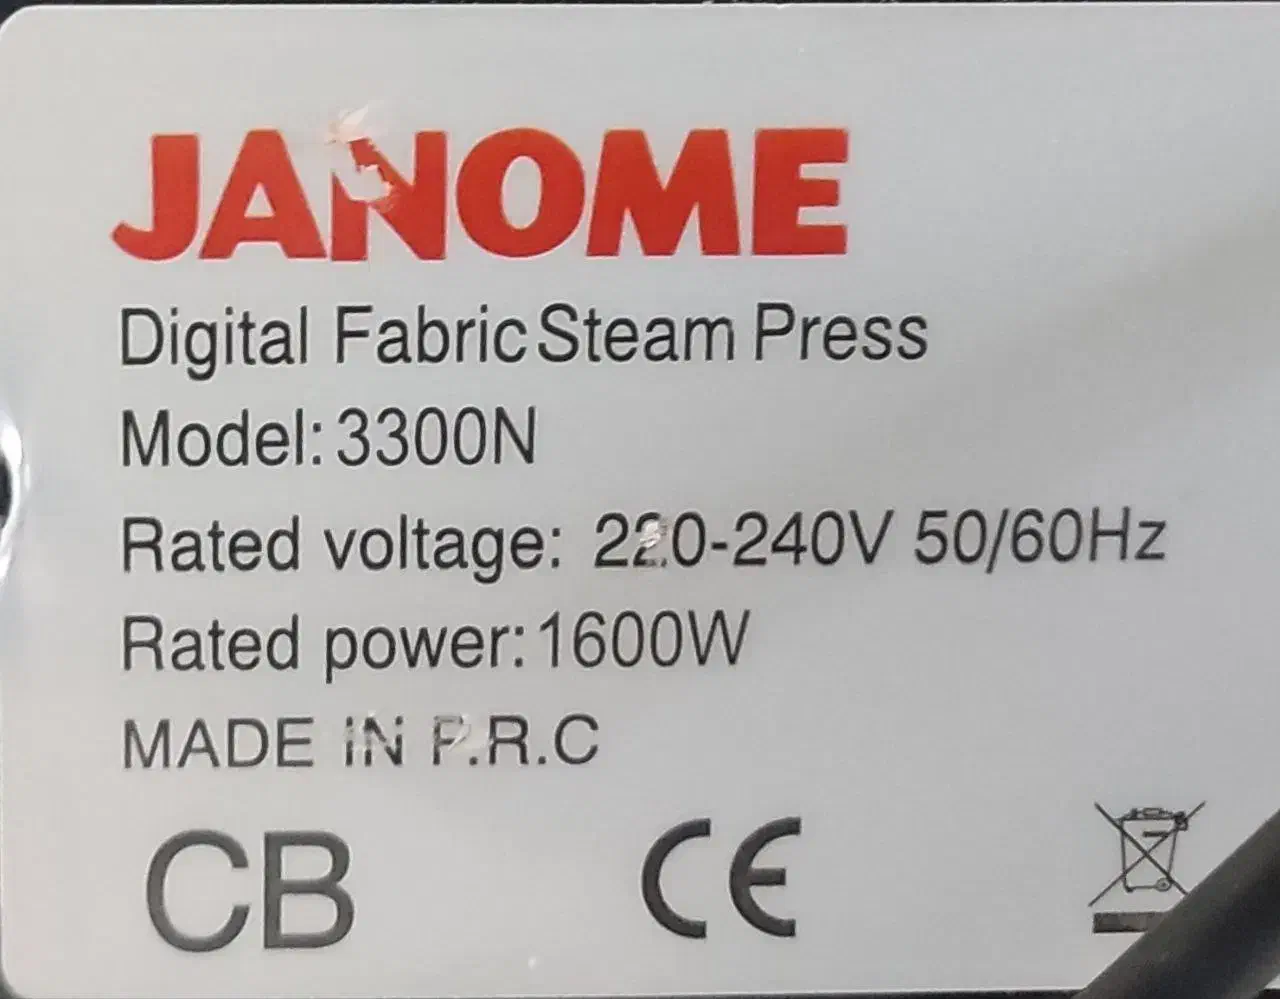 JANOME
Digital Fabric Steam Press
Model: 3300N
Rated voltage: 220-240V 50/60Hz
Rated power: 1600W
MADE IN P.R.C
CB CE